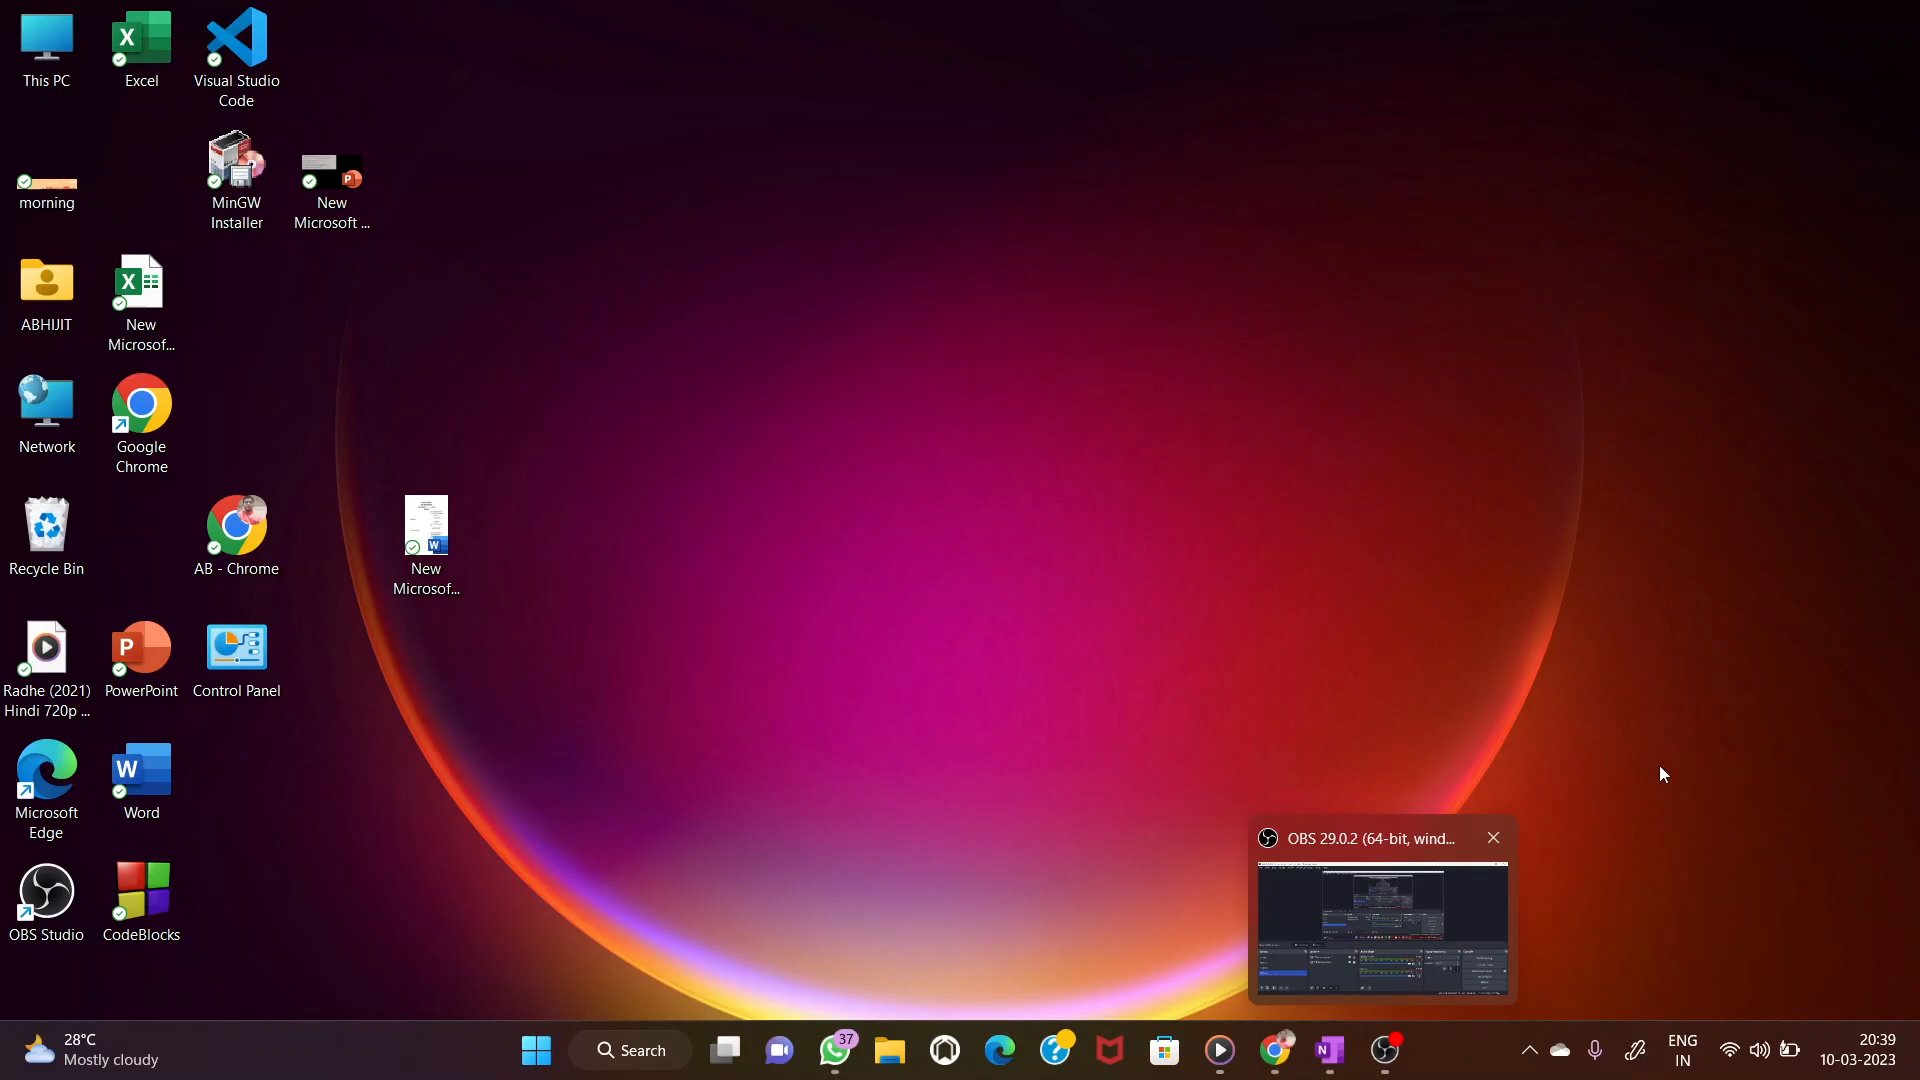 This PC
Excel
Visual Studio
Code
morning
MinGW
Installer
New
Microsoft ...
ABHIJIT
New
Microsof...
Network
Google
Chrome
Recycle Bin
AB - Chrome
New
Microsof...
Radhe (2021)
Hindi 720p ...
PowerPoint
Control Panel
Microsoft
Edge
Word
OBS Studio
CodeBlocks
OBS 29.0.2 (64-bit, wind...
28°C
Mostly cloudy
Search
37
ENG
IN
20:39
10-03-2023